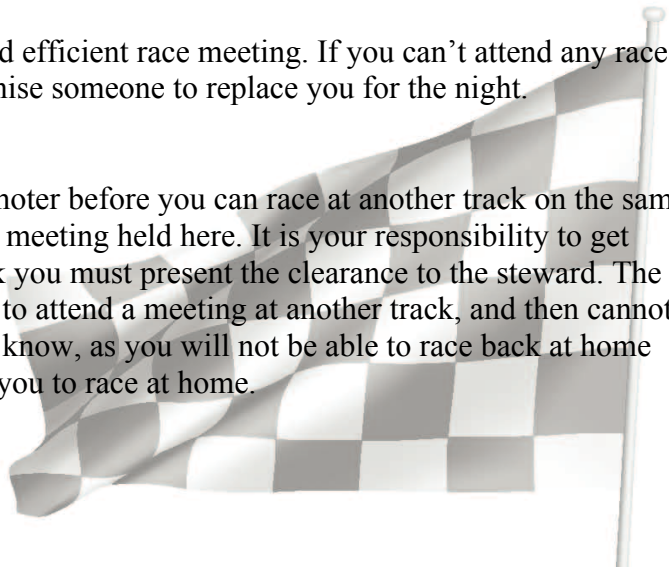 d efficient race meeting. If you can’t attend any race
nise someone to replace you for the night.
noter before you can race at another track on the sam
meeting held here. It is your responsibility to get
k you must present the clearance to the steward. The
to attend a meeting at another track, and then cannot
know, as you will not be able to race back at home
you to race at home.